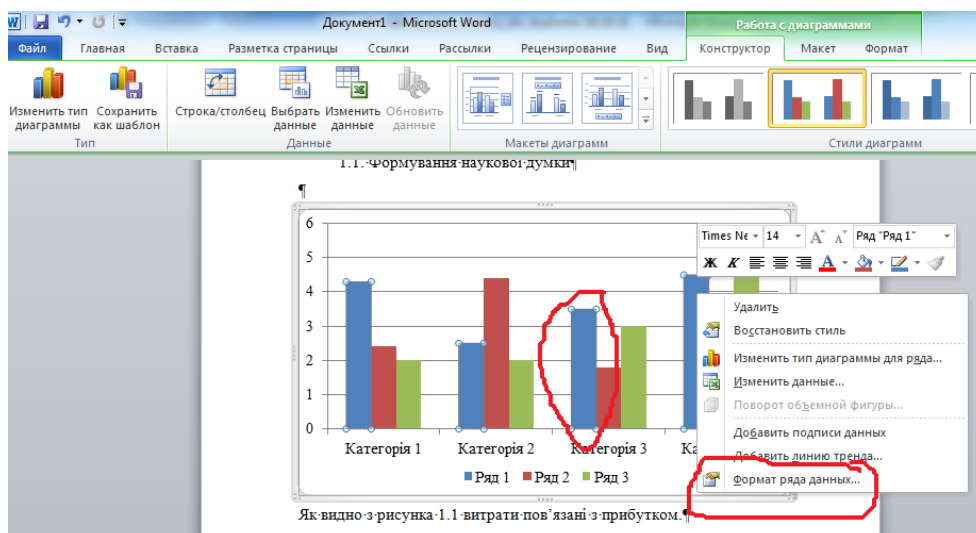 Документ1 - Microsoft Word
Работа с диаграммами
Файл Главная Вставка Разметка страницы Ссылки Рассылки Рецензирование Вид Конструктор Макет Формат
Изменить тип диаграммы
Сохранить как шаблон
Строка/столбец
Выбрать данные
Изменить данные
Обновить данные
Тип
Данные
Макеты диаграмм
Стили диаграмм
1.1.·Формування·наукової·думки¶
¶
6
5
4
3
2
1
0
Категорія 1 Категорія 2 Категорія 3
Ряд 1 Ряд 2 Ряд 3
Як·видно·з·рисунка·1.1·витрати·пов’язані·з·прибутком.¶
Times Ne 14 A A Ряд "Ряд 1"
Ж К A
Удалить
Восстановить стиль
Изменить тип диаграммы для ряда...
Изменить данные...
Поворот объемной фигуры...
Добавить подписи данных
Добавить линию тренда...
Формат ряда данных...